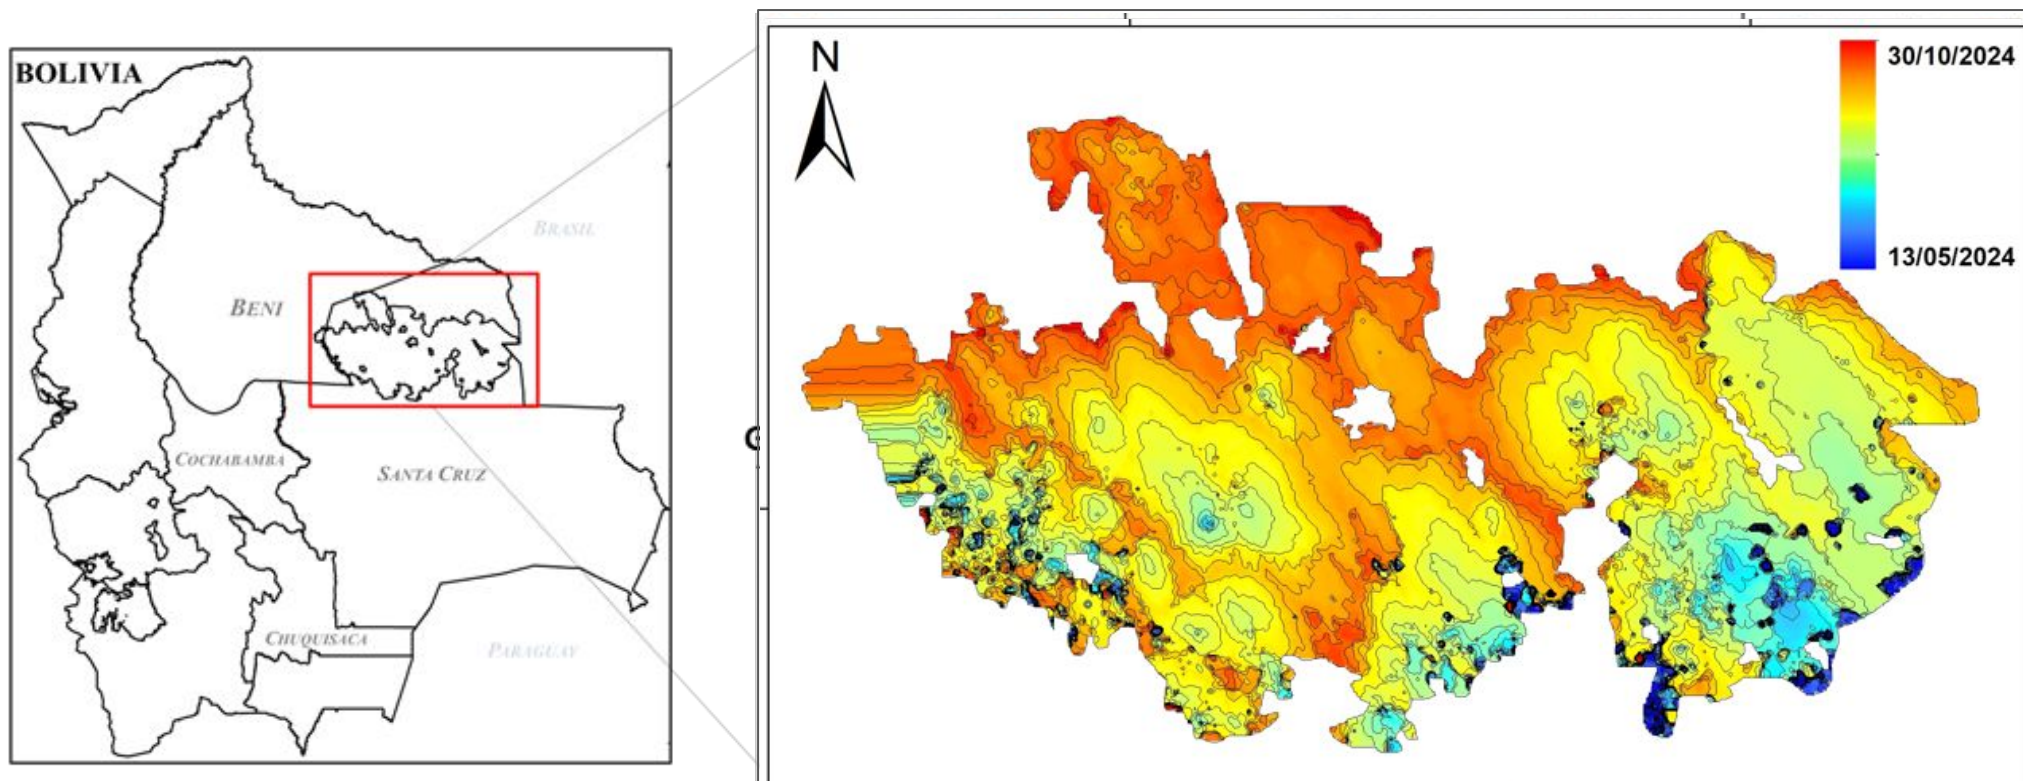 BOLIVIA
BRASIL
BENI
COCHABAMBA
SANTA CRUZ
CHUQUISACA
PARAGUAY
N
30/10/2024
13/05/2024